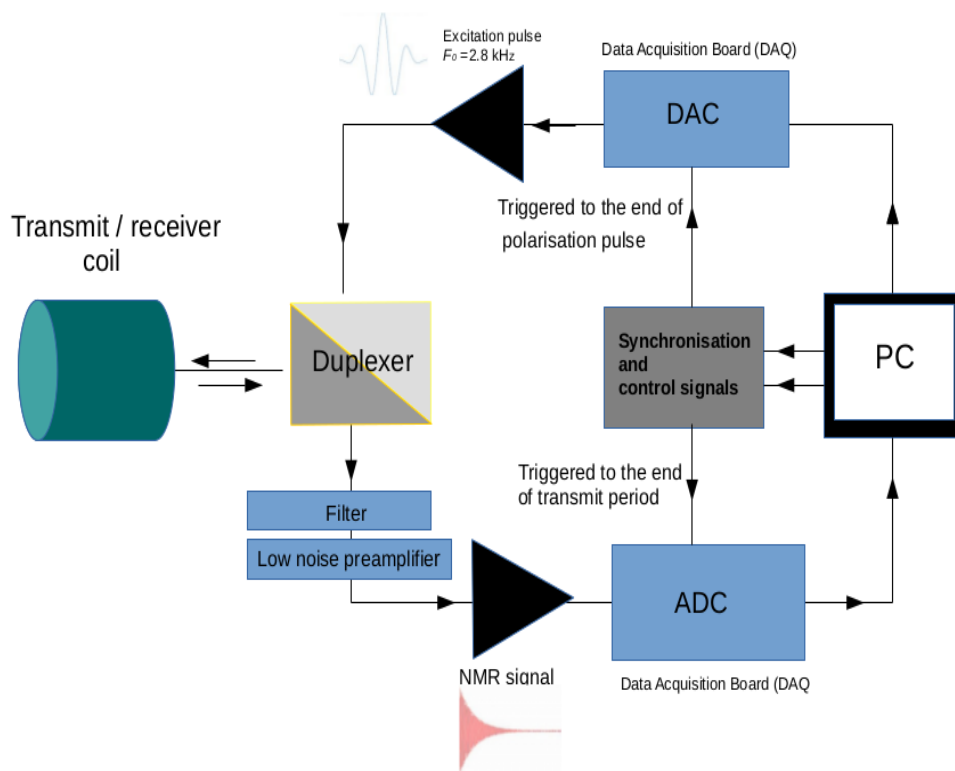 Excitation pulse
F₀ =2.8 kHz
Data Acquisition Board (DAQ)
DAC
Triggered to the end of
polarisation pulse
Transmit / receiver
coil
Duplexer
Synchronisation
and
control signals
PC
Triggered to the end
of transmit period
Filter
Low noise preamplifier
ADC
NMR signal
Data Acquisition Board (DAQ